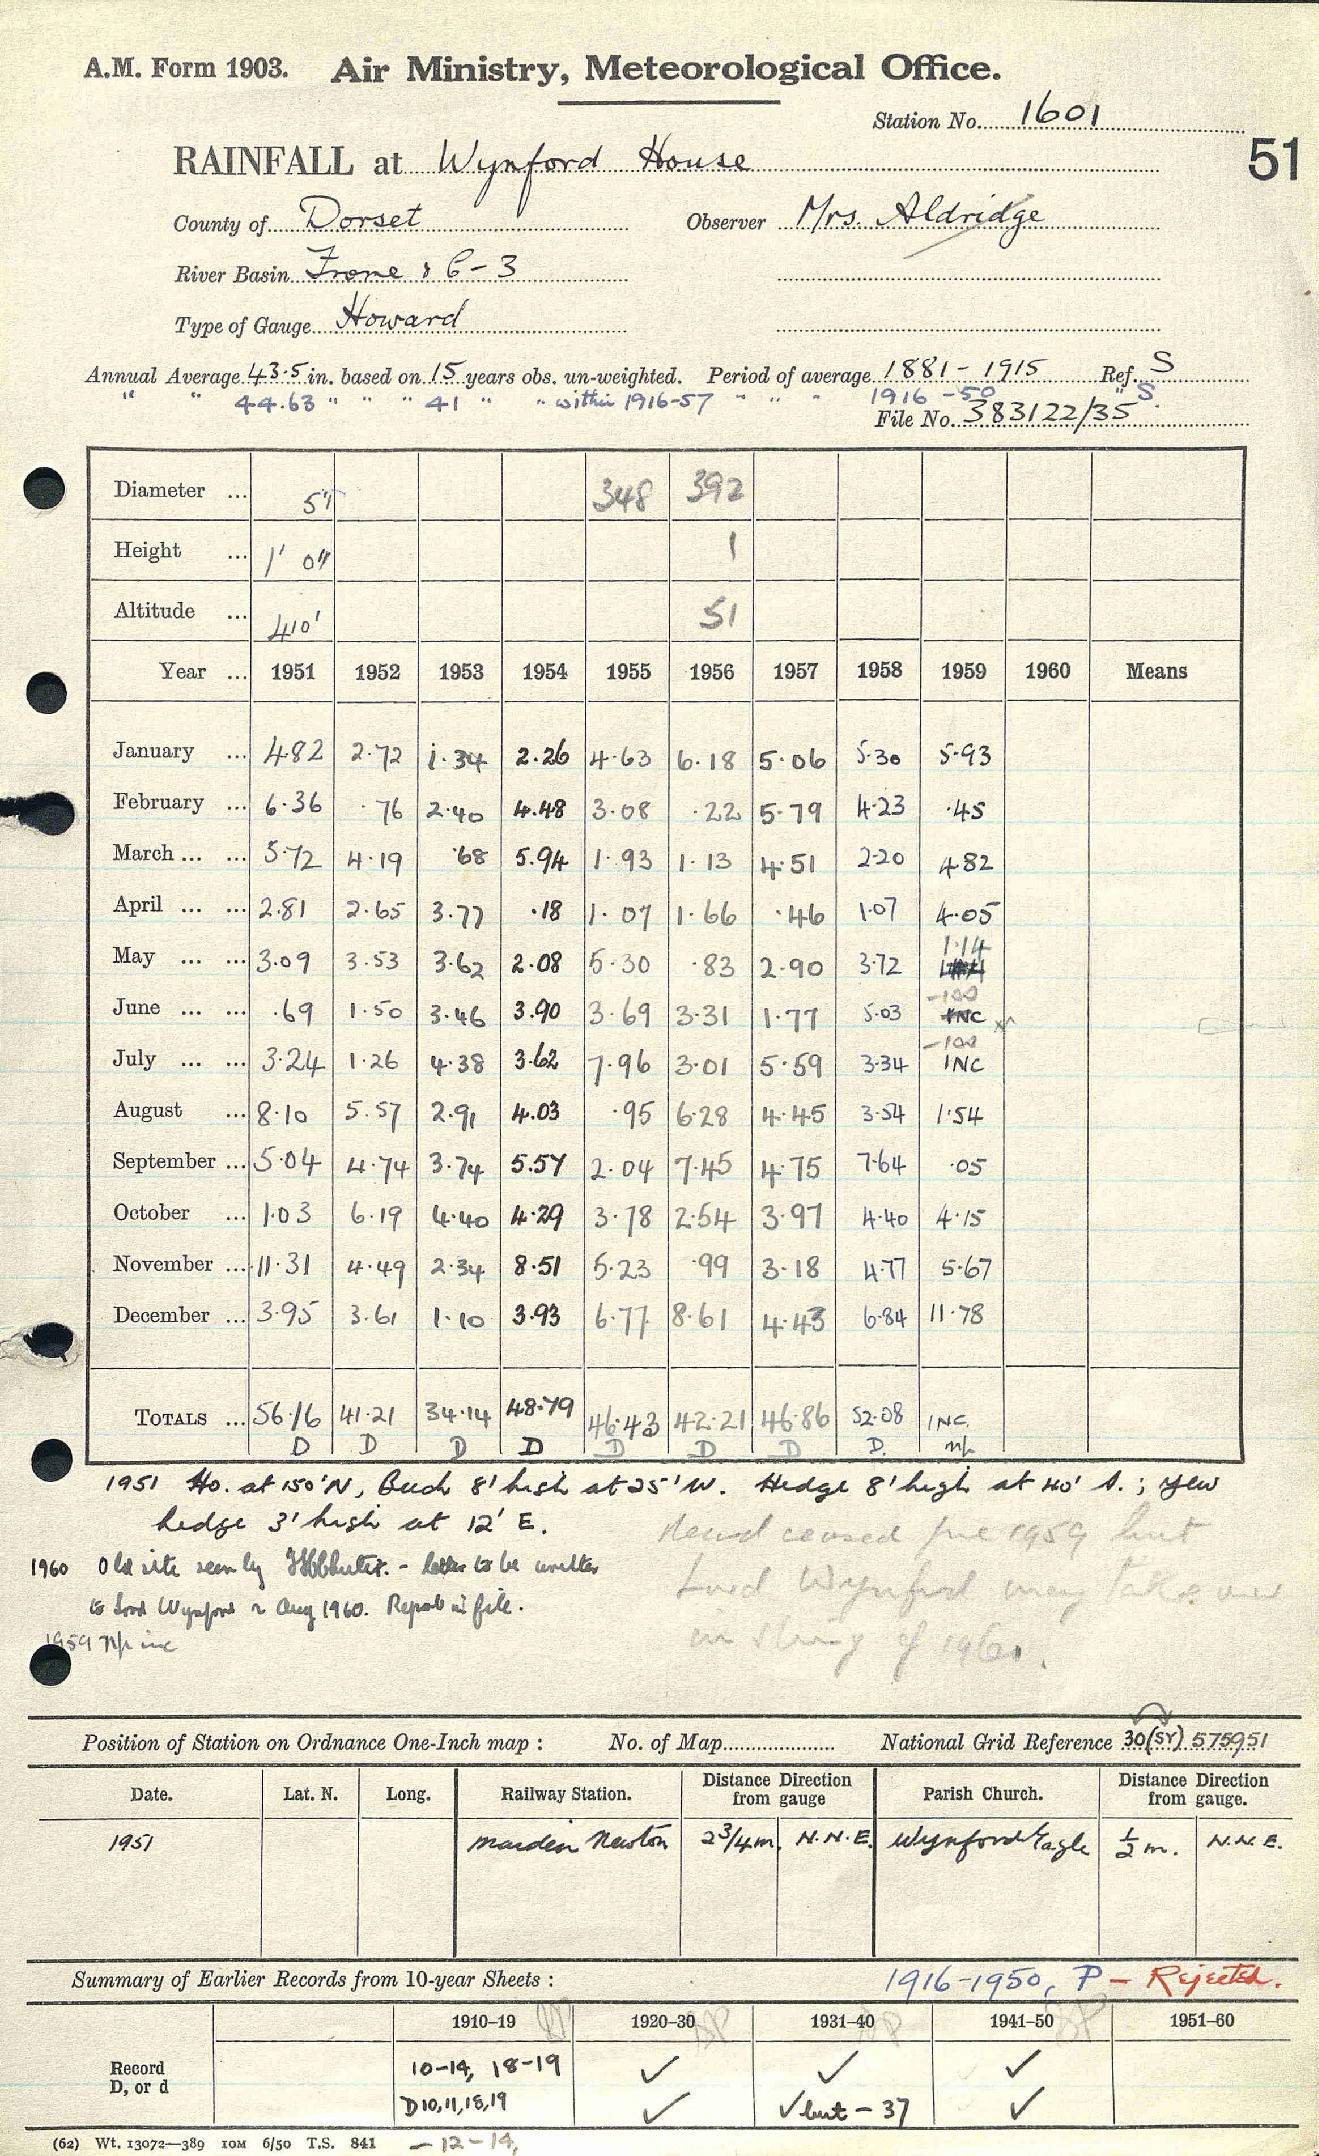 A.M. Form 1903. Air Ministry, Meteorological Office.
Station No. 1601
51
RAINFALL at Wynford House
County of Dorset Observer Mrs. Aldridge
River Basin Frome & C-3
Type of Gauge Howard
Annual Average 43.5 in. based on 15 years obs. un-weighted. Period of average 1881-1915 Ref. S
" " 44.63 " " " 41 " " within 1916-57 " " " 1916-50 " S.
File No. 383122/35
Diameter ... 5" 348 392
Height ... 1' 0" 1
Altitude ... 410' 51
Year ... 1951 1952 1953 1954 1955 1956 1957 1958 1959 1960 Means
January ... 4.82 2.72 1.34 2.26 4.63 6.18 5.06 5.30 5.93
February ... 6.36 .76 2.40 4.48 3.08 .22 5.79 4.23 .45
March ... ... 5.72 4.19 .68 5.94 1.93 1.13 4.51 2.20 4.82
April ... ... 2.81 2.65 3.77 .18 1.07 1.66 .46 1.07 4.05
May ... ... 3.09 3.53 3.62 2.08 5.30 .83 2.90 3.72 1.14
June ... ... .69 1.50 3.46 3.90 3.69 3.31 1.77 5.03 -100 INC
July ... ... 3.24 1.26 4.38 3.62 7.96 3.01 5.59 3.34 -100 INC
August ... 8.10 5.57 2.91 4.03 .95 6.28 4.45 3.54 1.54
September ... 5.04 4.74 3.74 5.57 2.04 7.45 4.75 7.64 .05
October ... 1.03 6.19 4.40 4.29 3.78 2.54 3.97 4.40 4.15
November ... 11.31 4.49 2.34 8.51 5.23 .99 3.18 4.77 5.67
December ... 3.95 3.61 1.10 3.93 6.77 8.61 4.43 6.84 11.78
TOTALS ... 56.16 41.21 34.14 48.79 46.43 42.21 46.86 52.08 INC.
D D D D D D D D.
1951 Ho. at 150' N, 8' high at 25' W. Hedge 8' high at 40' S.; yew
hedge 3' high at 12' E.
ceased 1959 but
Lord Wynford may take over
in Spring of 1960.
1960 Old site seen by - letter to be written
to Lord Wynford Aug 1960. Report in file.
1959 inc
Position of Station on Ordnance One-Inch map : No. of Map National Grid Reference 30(SY) 575951
Date. Lat. N. Long. Railway Station. Distance Direction from gauge Parish Church. Distance Direction from gauge.
1951 Maiden Newton 2 3/4 m. N.N.E. Wynford Eagle 1/2 m. N.N.E.
Summary of Earlier Records from 10-year Sheets : 1916-1950, P - Rejected.
1910-19 1920-30 1931-40 1941-50 1951-60
Record 10-14, 18-19 ✓ ✓ ✓
D, or d D10,11,18,19 ✓ ✓ but - 37 ✓
(62) Wt. 13072—389 10M 6/50 T.S. 841 - 12-14,